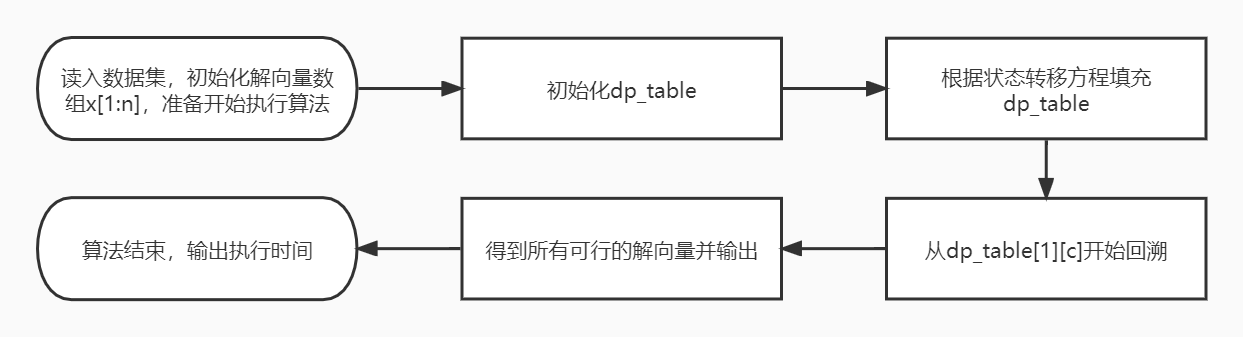 读入数据集，初始化解向量数
组x[1:n]，准备开始执行算法
初始化dp_table
根据状态转移方程填充
dp_table
从dp_table[1][c]开始回溯
得到所有可行的解向量并输出
算法结束，输出执行时间